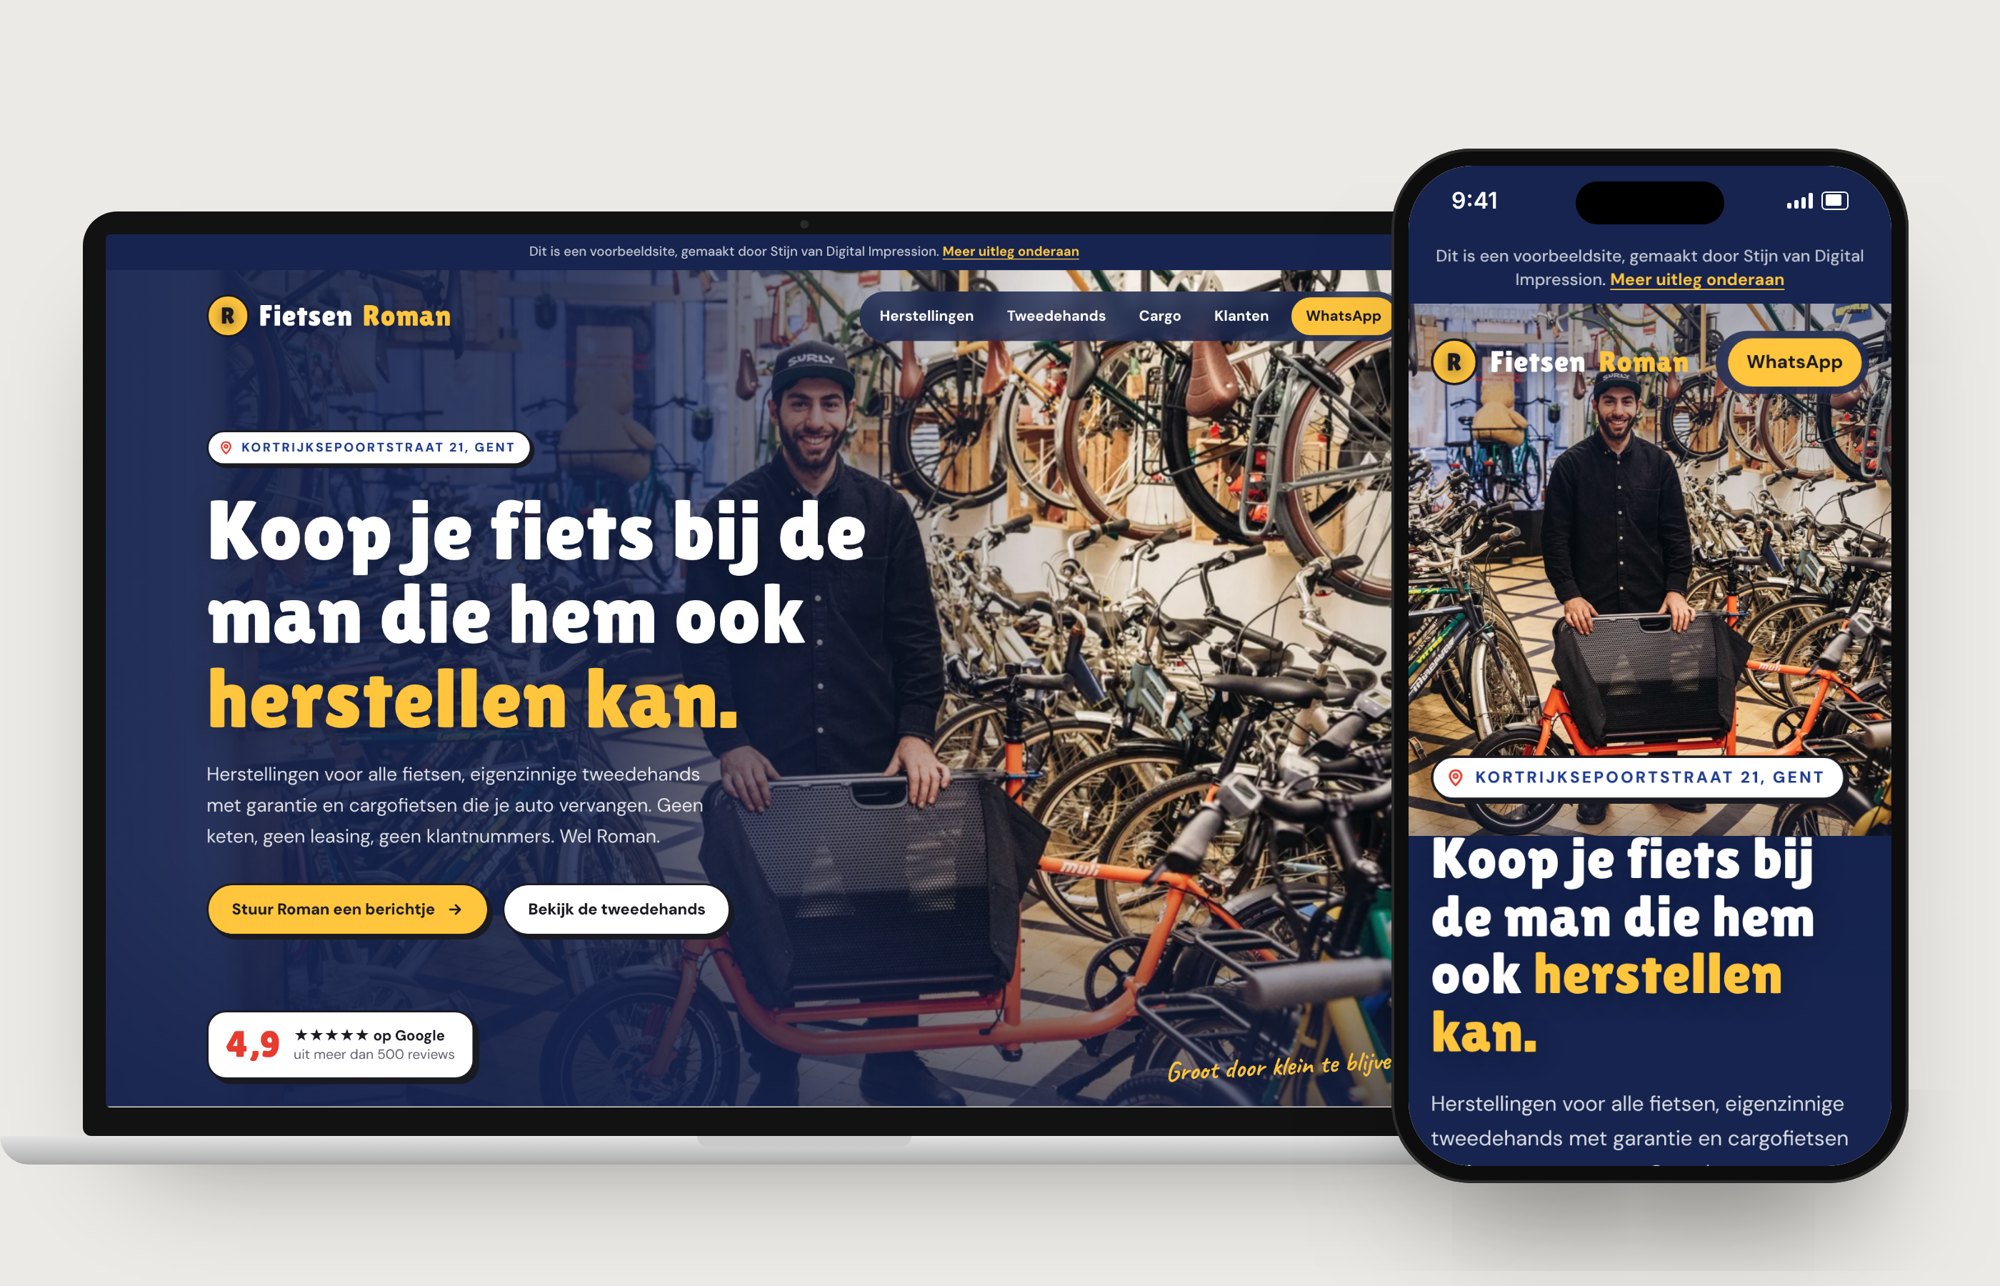 Dit is een voorbeeldsite, gemaakt door Stijn van Digital Impression. Meer uitleg onderaan
R Fietsen Roman
Herstellingen Tweedehands Cargo Klanten WhatsApp
SURLY
KORTRIJKSEPOORTSTRAAT 21, GENT
Koop je fiets bij de
man die hem ook
herstellen kan.
Herstellingen voor alle fietsen, eigenzinnige tweedehands
met garantie en cargofietsen die je auto vervangen. Geen
keten, geen leasing, geen klantnummers. Wel Roman.
Stuur Roman een berichtje →
Bekijk de tweedehands
muli
4,9 ★★★★★ op Google
uit meer dan 500 reviews
Groot door klein te
9:41
Dit is een voorbeeldsite, gemaakt door Stijn van Digital
Impression. Meer uitleg onderaan
R Fietsen Roman
WhatsApp
SURLY
muli
KORTRIJKSEPOORTSTRAAT 21, GENT
Koop je fiets bij
de man die hem
ook herstellen
kan.
Herstellingen voor alle fietsen, eigenzinnige
tweedehands met garantie en cargofietsen